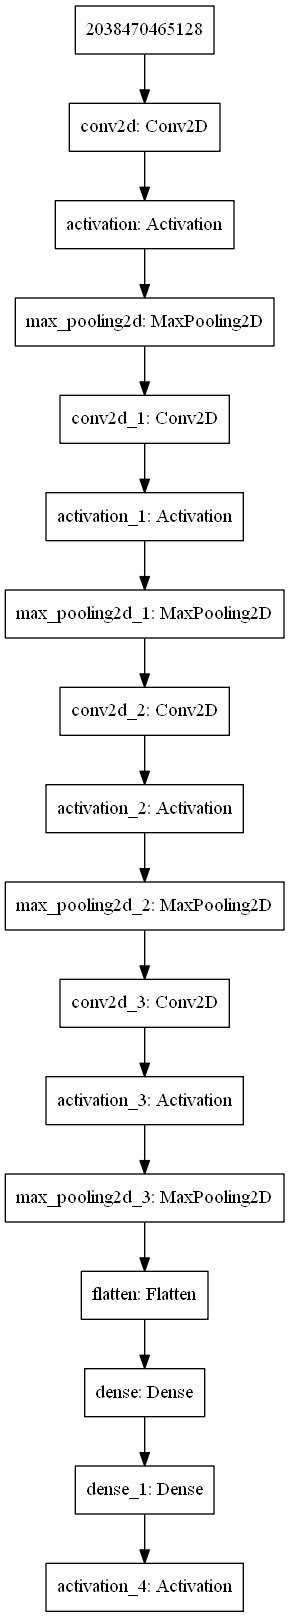 2038470465128
conv2d: Conv2D
activation: Activation
max_pooling2d: MaxPooling2D
conv2d_1: Conv2D
activation_1: Activation
max_pooling2d_1: MaxPooling2D
conv2d_2: Conv2D
activation_2: Activation
max_pooling2d_2: MaxPooling2D
conv2d_3: Conv2D
activation_3: Activation
max_pooling2d_3: MaxPooling2D
flatten: Flatten
dense: Dense
dense_1: Dense
activation_4: Activation